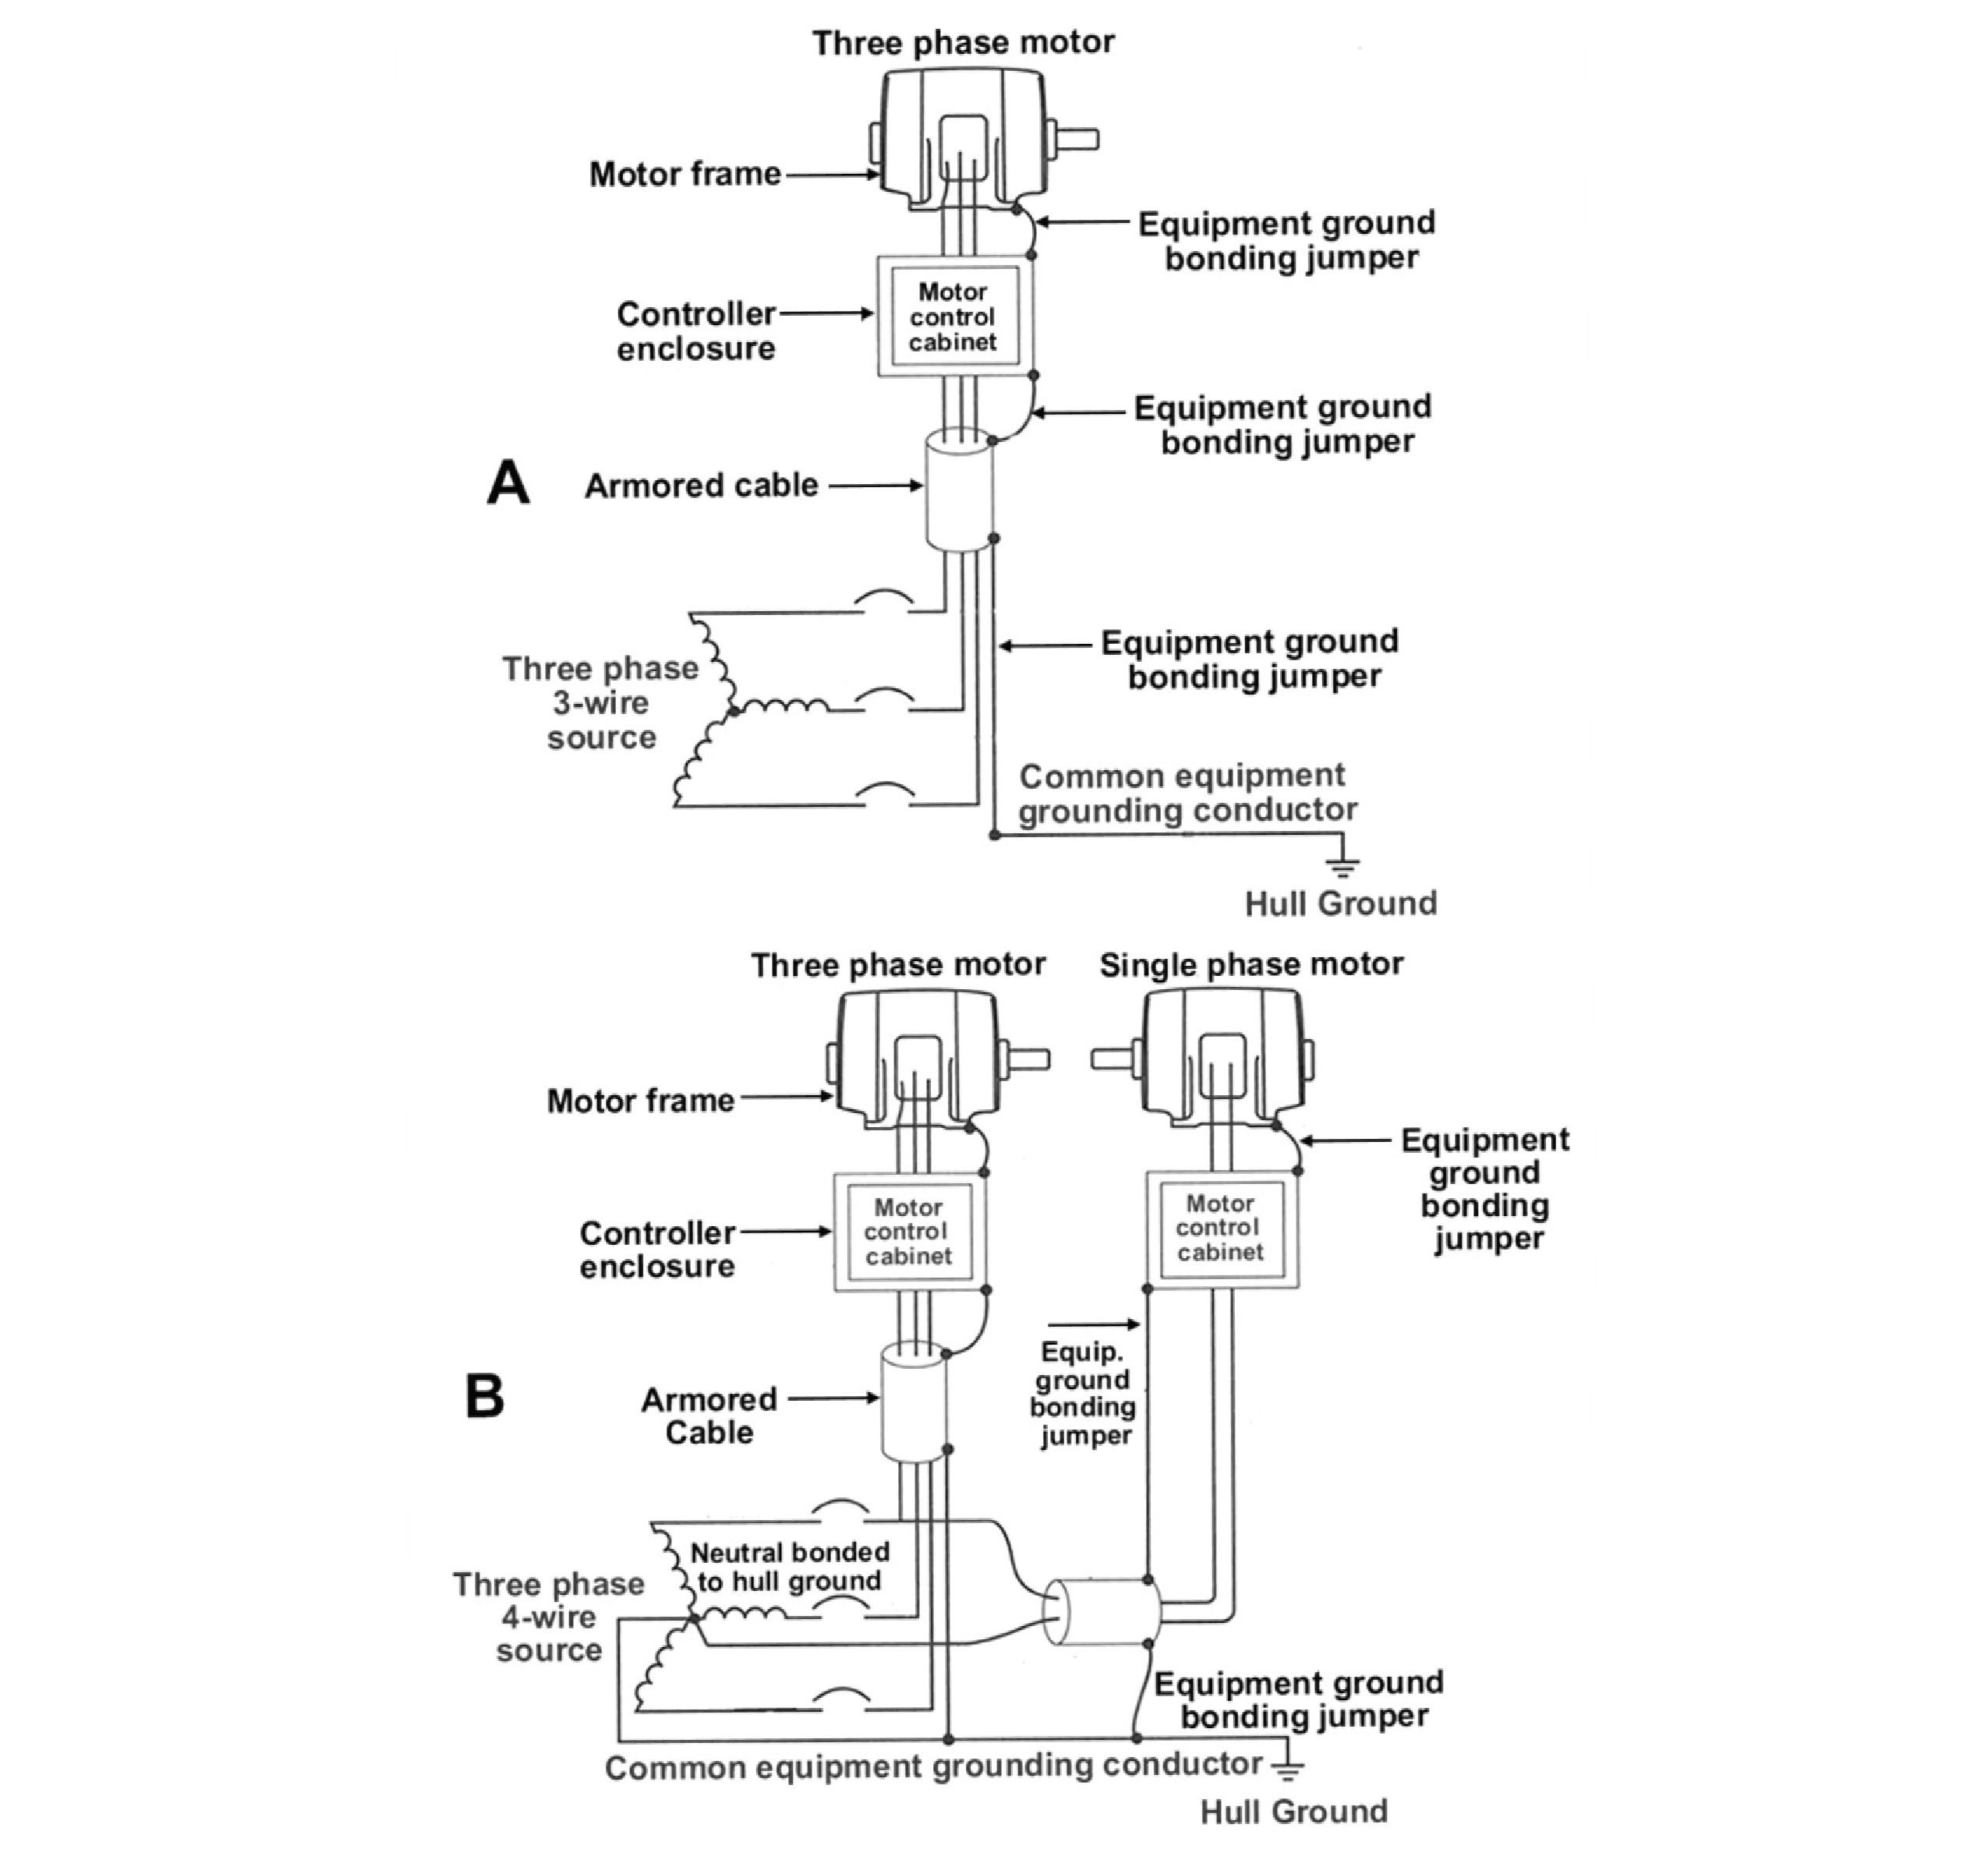 Three phase motor
Motor frame
Equipment ground
bonding jumper
Motor
control
cabinet
Controller
enclosure
Equipment ground
bonding jumper
A
Armored cable
Three phase
3-wire
source
Equipment ground
bonding jumper
Common equipment
grounding conductor
Hull Ground
Three phase motor
Single phase motor
Motor frame
Equipment
ground
bonding
jumper
Motor
control
cabinet
Motor
control
cabinet
Controller
enclosure
Equip.
ground
bonding
jumper
B
Armored
Cable
Neutral bonded
to hull ground
Three phase
4-wire
source
Equipment ground
bonding jumper
Common equipment grounding conductor
Hull Ground